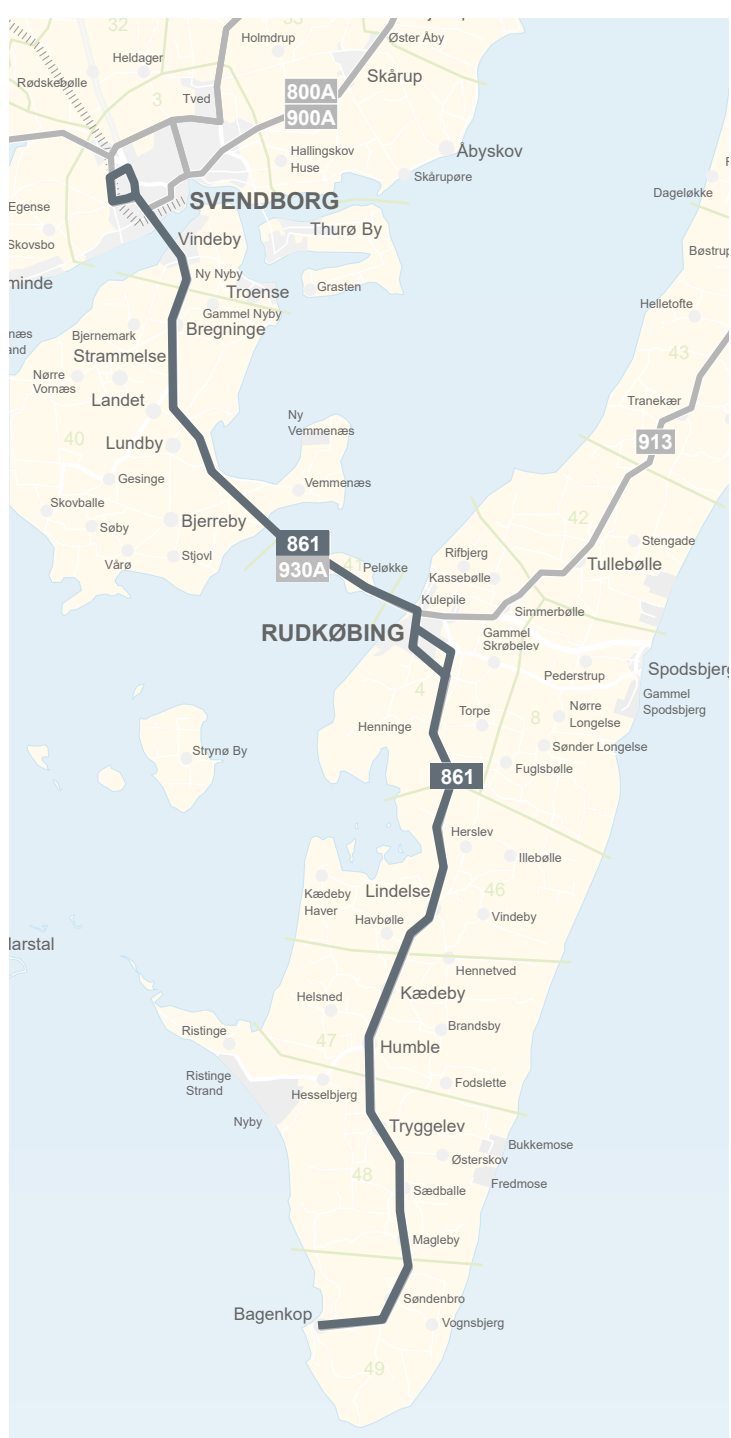 32
33
Holmdrup
Øster Åby
Heldager
Skårup
Rødskebølle
800A
3
Tved
900A
Hallingskov
Huse
Åbyskov
Skårupøre
Dageløkke
SVENDBORG
Egense
Vindeby
Thurø By
Skovsbo
Bøstrup
Ny Nyby
minde
Troense
Grasten
Helletofte
Gammel Nyby
Bregninge
Bjernemark
næs
and
Strammelse
43
Nørre
Vornæs
Landet
Tranekær
Ny
Vemmenæs
40
Lundby
913
Gesinge
Vemmenæs
Skovballe
Søby
Bjerreby
42
861
Stengade
Vårø
Stjovl
Rifbjerg
930A
41
Peløkke
Kassebølle
Tullebølle
Kulepile
Simmerbølle
RUDKØBING
Gammel
Skrøbelev
Pederstrup
Spodsbjerg
4
Gammel
Spodsbjerg
Torpe
8
Nørre
Longelse
Henninge
Strynø By
Sønder Longelse
861
Fuglsbølle
Herslev
Illebølle
Kædeby
Haver
Lindelse
46
Havbølle
Vindeby
larstal
Hennetved
Helsned
Kædeby
Brandsby
Ristinge
47
Humble
Ristinge
Strand
Hesselbjerg
Fodslette
Nyby
Tryggelev
Bukkemose
Østerskov
48
Sædballe
Fredmose
Magleby
Søndenbro
Bagenkop
Vognsbjerg
49